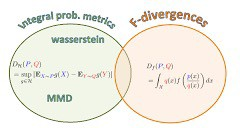 Integral prob. metrics
F-divergences
wasserstein
D_H(P, Q)
= sup_{g∈H} |E_{X∼P} g(X) − E_{Y∼Q} g(Y)|
MMD
D_f(P, Q)
= ∫_X q(x) f(p(x)/q(x)) dx